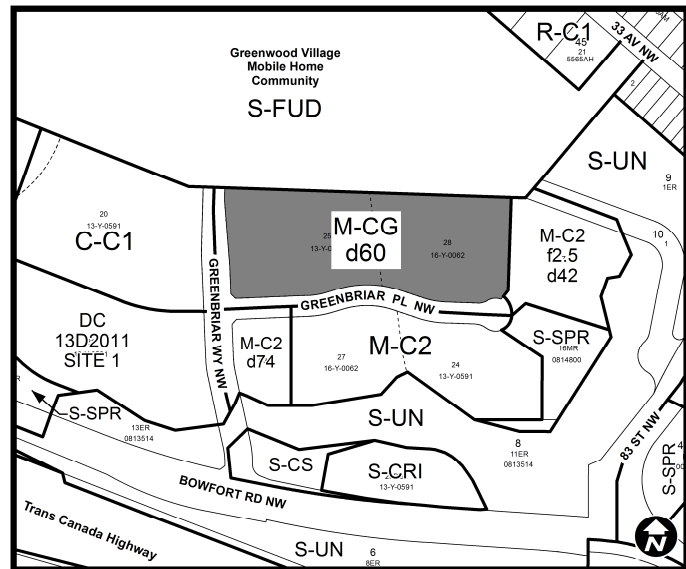 Greenwood Village
Mobile Home
Community
S-FUD
R-C1
45
21
5565AH
33 AV NW
2
S-UN
9
1ER
10
1
20
13-Y-0591
C-C1
M-CG
d60
25
28
16-Y-0062
M-C2
f2.5
d42
GREENBRIAR PL NW
GREENBRIAR WY NW
DC
13D2011
SITE 1
M-C2
d74
M-C2
27
16-Y-0062
24
13-Y-0591
S-SPR
16MR
0814800
S-SPR
13ER
0813514
S-UN
8
11ER
0813514
S-CS
S-CRI
13-Y-0591
83 ST NW
S-SPR
4
BOWFORT RD NW
Trans Canada Highway
S-UN
6
8ER
N